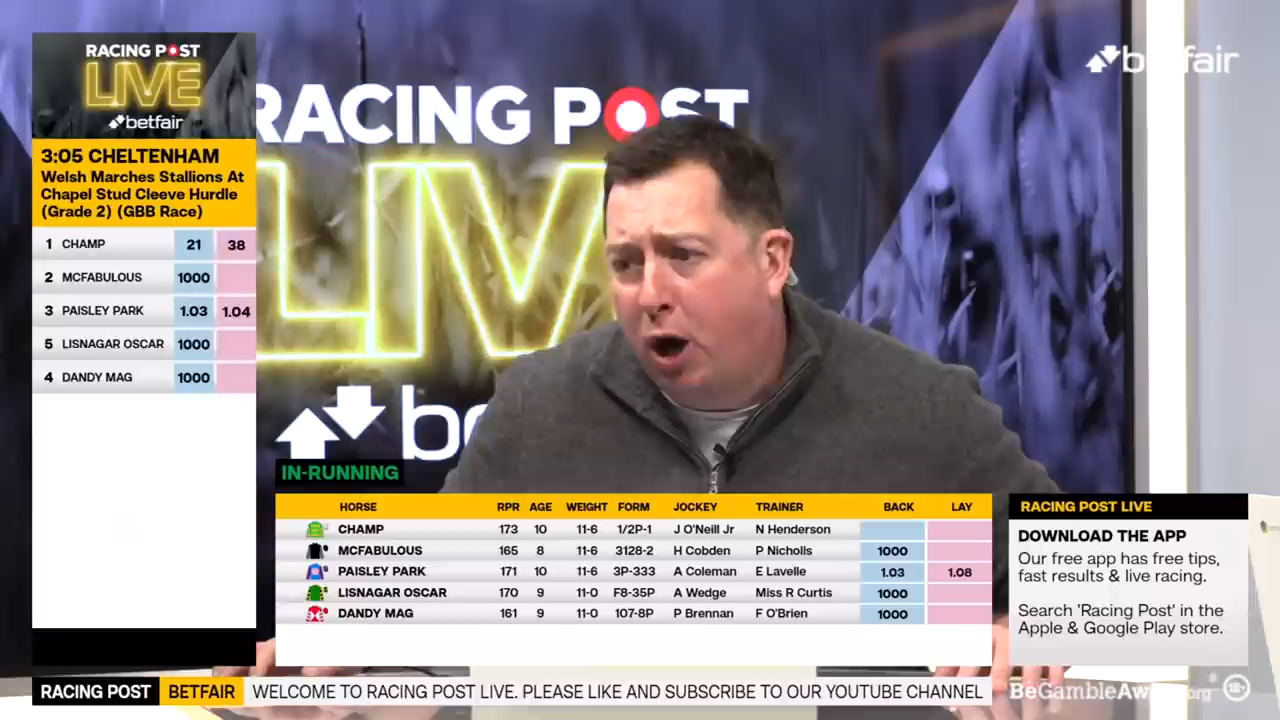 RACING POST
LIVE
betfair
3:05 CHELTENHAM
Welsh Marches Stallions At
Chapel Stud Cleeve Hurdle
(Grade 2) (GBB Race)
1 CHAMP 21 38
2 MCFABULOUS 1000
3 PAISLEY PARK 1.03 1.04
5 LISNAGAR OSCAR 1000
4 DANDY MAG 1000
betfair
RACING POST
LIV
be
IN-RUNNING
HORSE RPR AGE WEIGHT FORM JOCKEY TRAINER BACK LAY
CHAMP 173 10 11-6 1/2P-1 J O'Neill Jr N Henderson
MCFABULOUS 165 8 11-6 3128-2 H Cobden P Nicholls 1000
PAISLEY PARK 171 10 11-6 3P-333 A Coleman E Lavelle 1.03 1.08
LISNAGAR OSCAR 170 9 11-0 F8-35P A Wedge Miss R Curtis 1000
DANDY MAG 161 9 11-0 107-8P P Brennan F O'Brien 1000
RACING POST LIVE
DOWNLOAD THE APP
Our free app has free tips,
fast results & live racing.
Search 'Racing Post' in the
Apple & Google Play store.
RACING POST BETFAIR WELCOME TO RACING POST LIVE. PLEASE LIKE AND SUBSCRIBE TO OUR YOUTUBE CHANNEL
BeGambleAware.org 18+